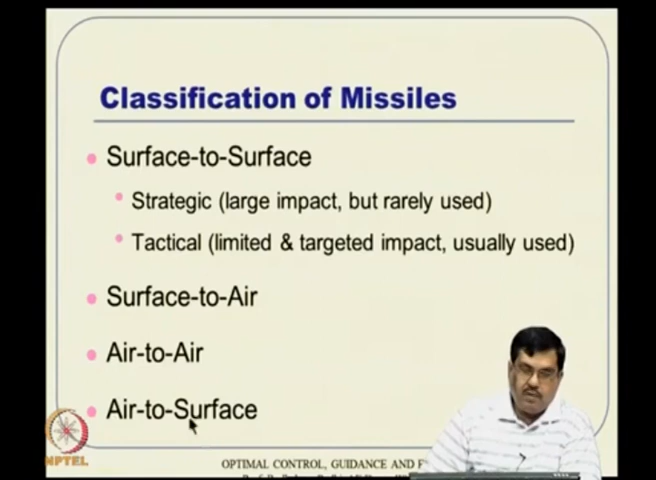 Classification of Missiles
Surface-to-Surface
Strategic (large impact, but rarely used)
Tactical (limited & targeted impact, usually used)
Surface-to-Air
Air-to-Air
Air-to-Surface
NPTEL
OPTIMAL CONTROL, GUIDANCE AND